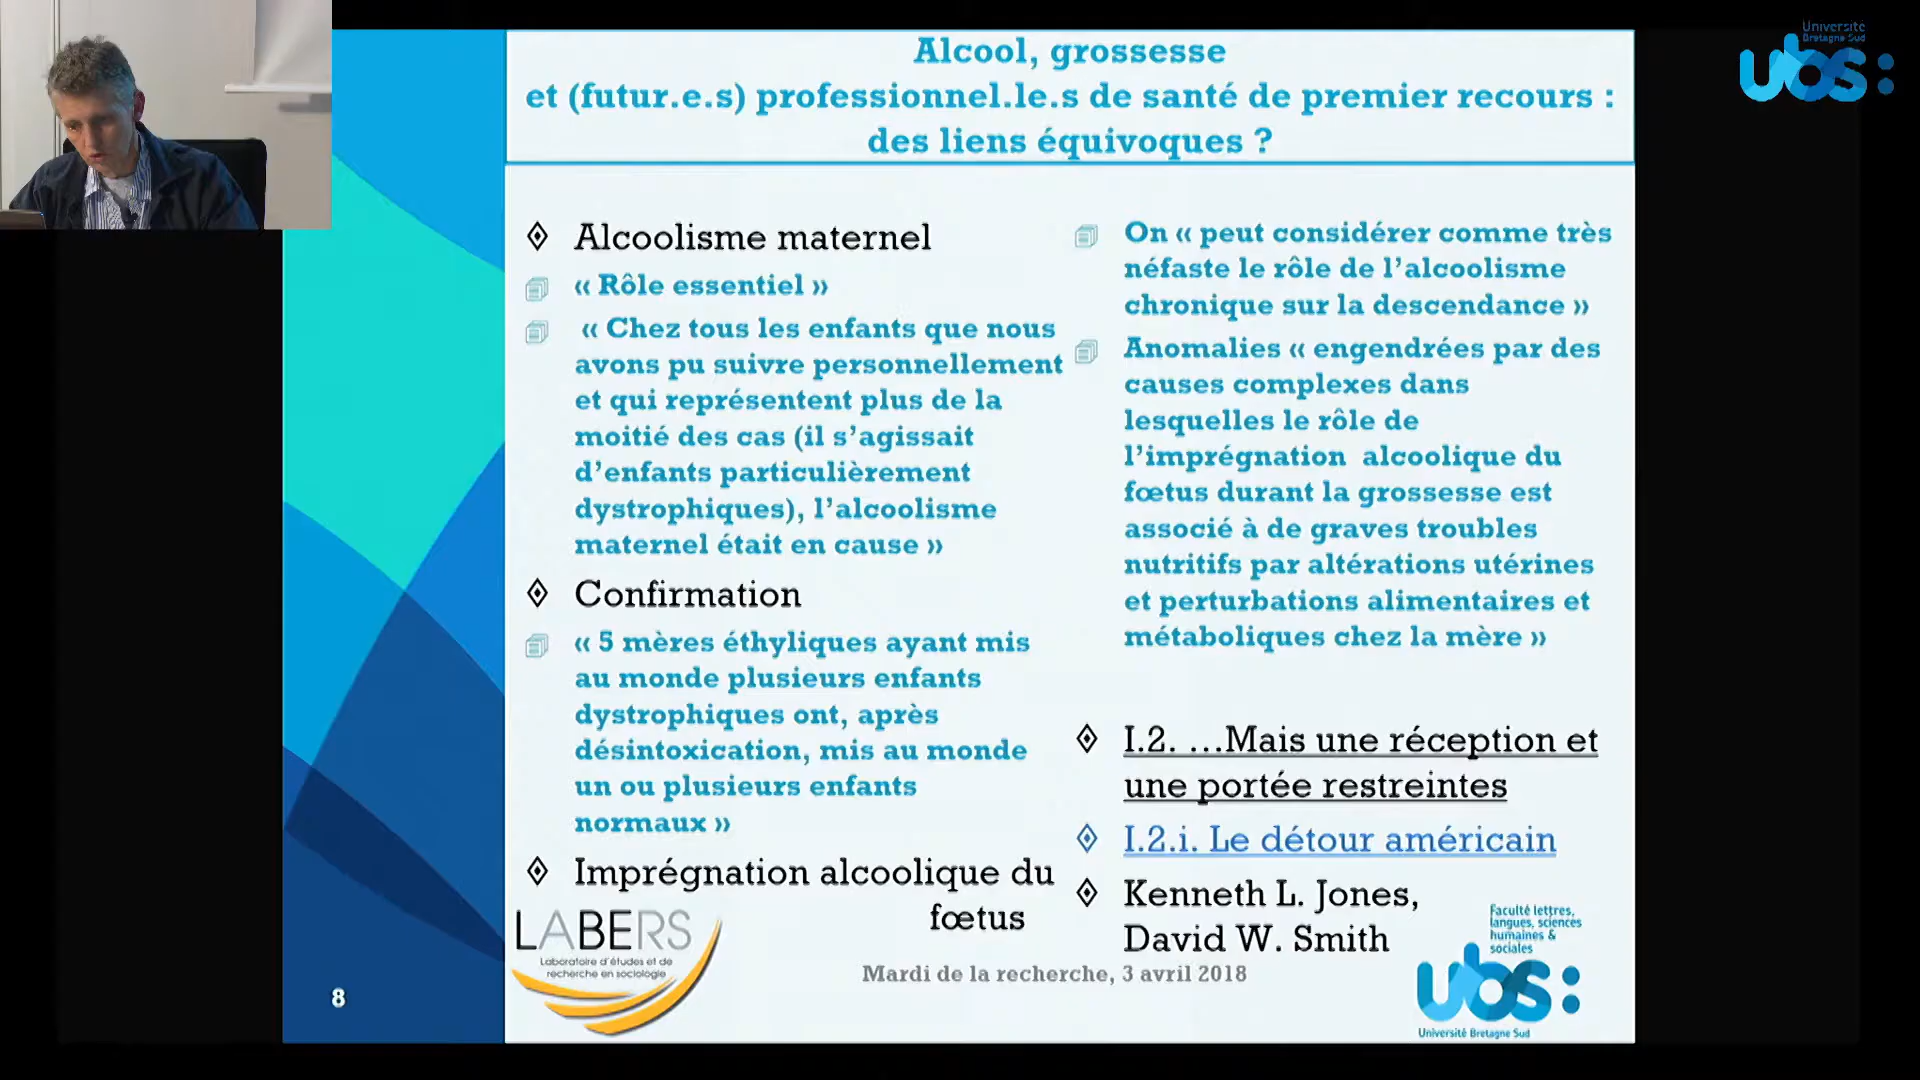 Alcool, grossesse
et (futur.e.s) professionnel.le.s de santé de premier recours :
des liens équivoques ?
Alcoolisme maternel
« Rôle essentiel »
« Chez tous les enfants que nous
avons pu suivre personnellement
et qui représentent plus de la
moitié des cas (il s’agissait
d’enfants particulièrement
dystrophiques), l’alcoolisme
maternel était en cause »
Confirmation
« 5 mères éthyliques ayant mis
au monde plusieurs enfants
dystrophiques ont, après
désintoxication, mis au monde
un ou plusieurs enfants
normaux »
Imprégnation alcoolique du
fœtus
On « peut considérer comme très
néfaste le rôle de l’alcoolisme
chronique sur la descendance »
Anomalies « engendrées par des
causes complexes dans
lesquelles le rôle de
l’imprégnation alcoolique du
fœtus durant la grossesse est
associé à de graves troubles
nutritifs par altérations utérines
et perturbations alimentaires et
métaboliques chez la mère »
I.2. …Mais une réception et
une portée restreintes
I.2.i. Le détour américain
Kenneth L. Jones,
David W. Smith
LABERS
Laboratoire d'études et de
recherche en sociologie
Mardi de la recherche, 3 avril 2018
8
Faculté lettres,
langues, sciences
humaines &
sociales
ubs:
Université Bretagne Sud
Université
Bretagne Sud
ubs: